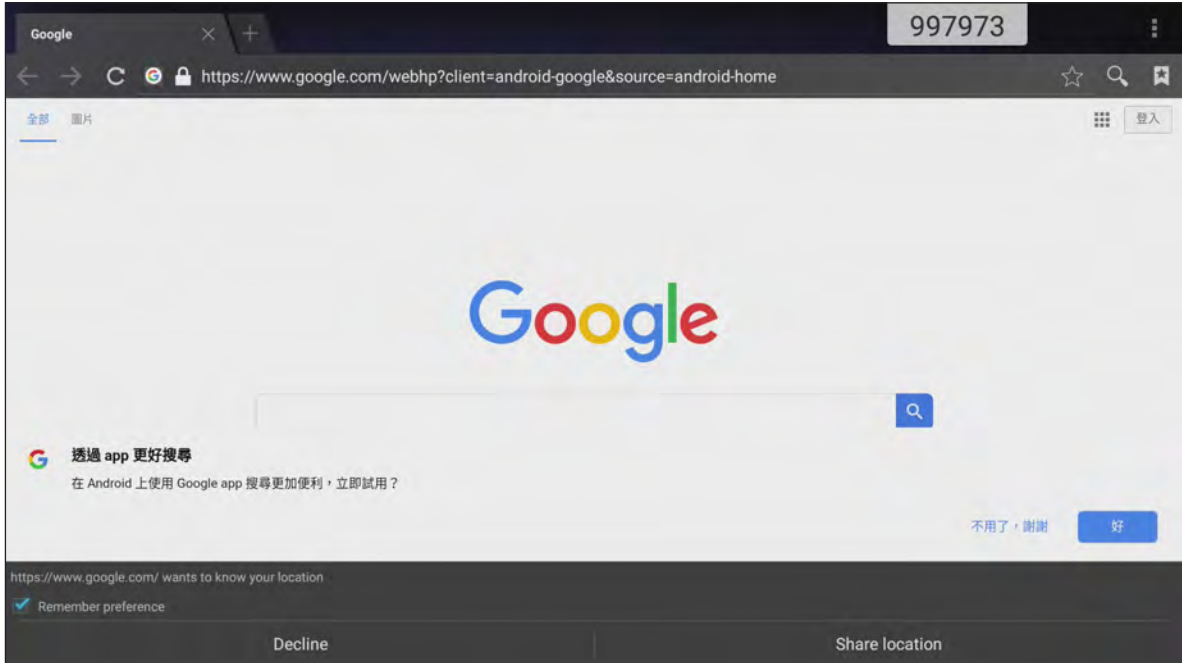 Google
997973
https://www.google.com/webhp?client=android-google&source=android-home
全部 圖片
登入
Google
透過 app 更好搜尋
在 Android 上使用 Google app 搜尋更加便利，立即試用？
不用了，謝謝 好
https://www.google.com/ wants to know your location
Remember preference
Decline Share location